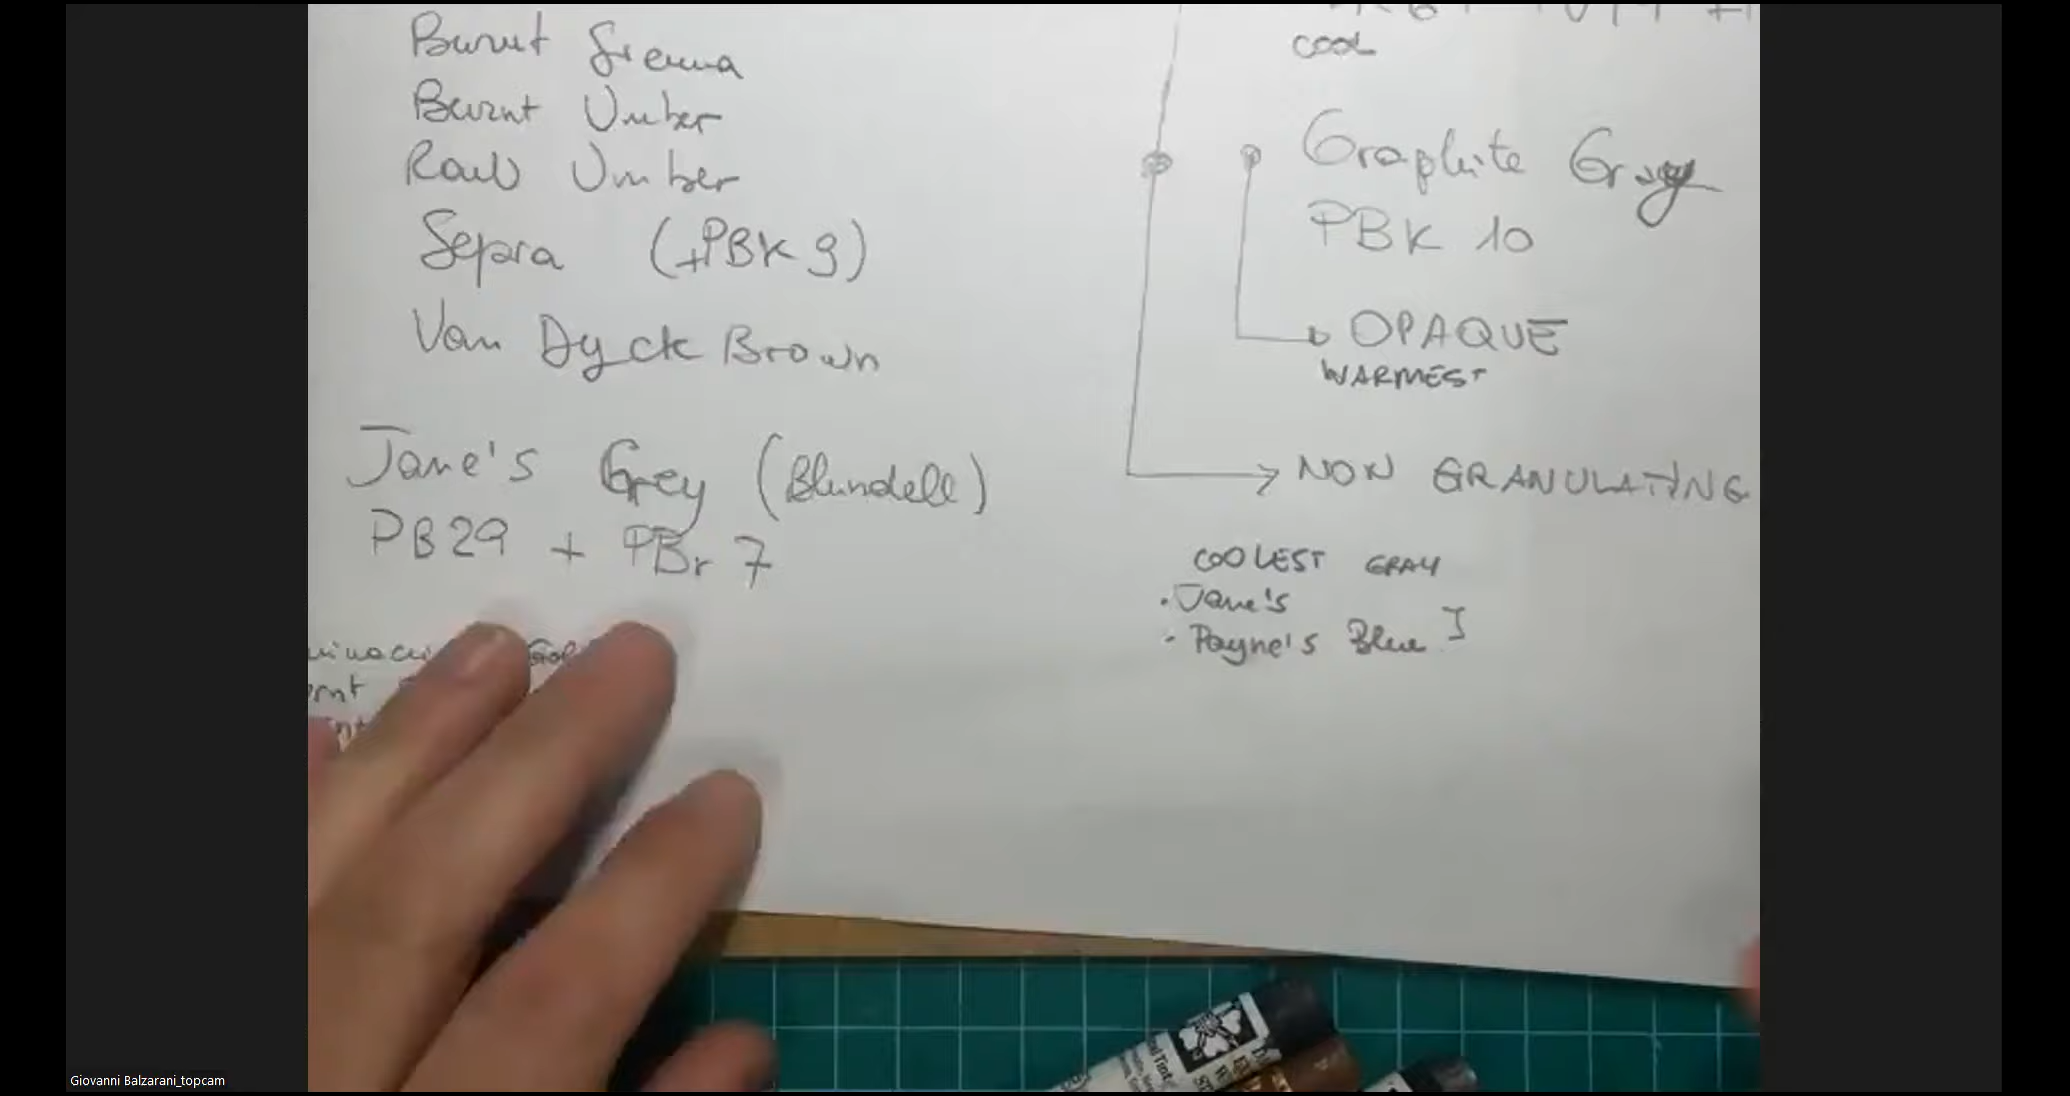 Burnt Sienna
Burnt Umber
Raw Umber
Sepia (+PBK 9)
Van Dyck Brown
Jane's Grey (Blundell)
PB29 + PBr 7
COOL
Graphite Gray
PBK 10
OPAQUE
WARMEST
NON GRANULATING
COOLEST GRAY
• Jane's
• Payne's Blue
Giovanni Balzarani_topcam